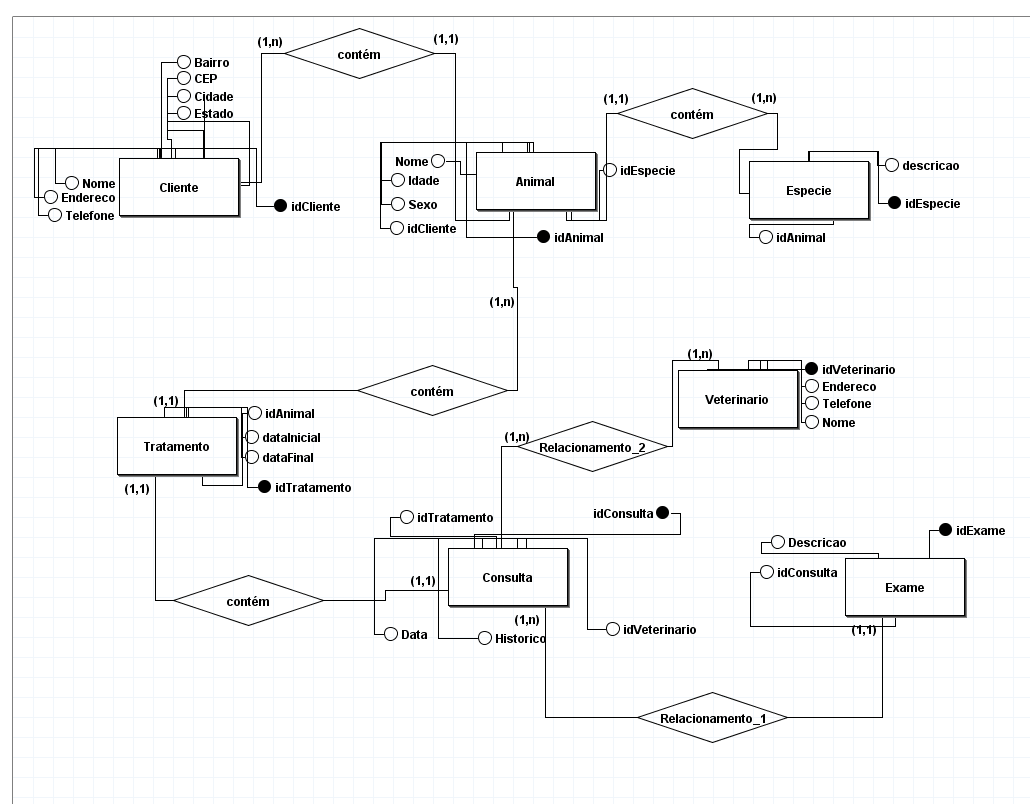 (1,n)
contém
(1,1)
Bairro
CEP
Cidade
Estado
Cliente
Nome
Endereco
Telefone
idCliente
Nome
Idade
Sexo
idCliente
Animal
idAnimal
idEspecie
(1,1)
contém
(1,n)
Especie
descricao
idEspecie
idAnimal
(1,n)
contém
(1,1)
Tratamento
idAnimal
dataInicial
dataFinal
idTratamento
(1,1)
(1,n)
Veterinario
idVeterinario
Endereco
Telefone
Nome
(1,n)
Relacionamento_2
idTratamento
idConsulta
Consulta
(1,1)
contém
Data
Historico
(1,n)
idVeterinario
Descricao
idExame
idConsulta
Exame
(1,1)
Relacionamento_1